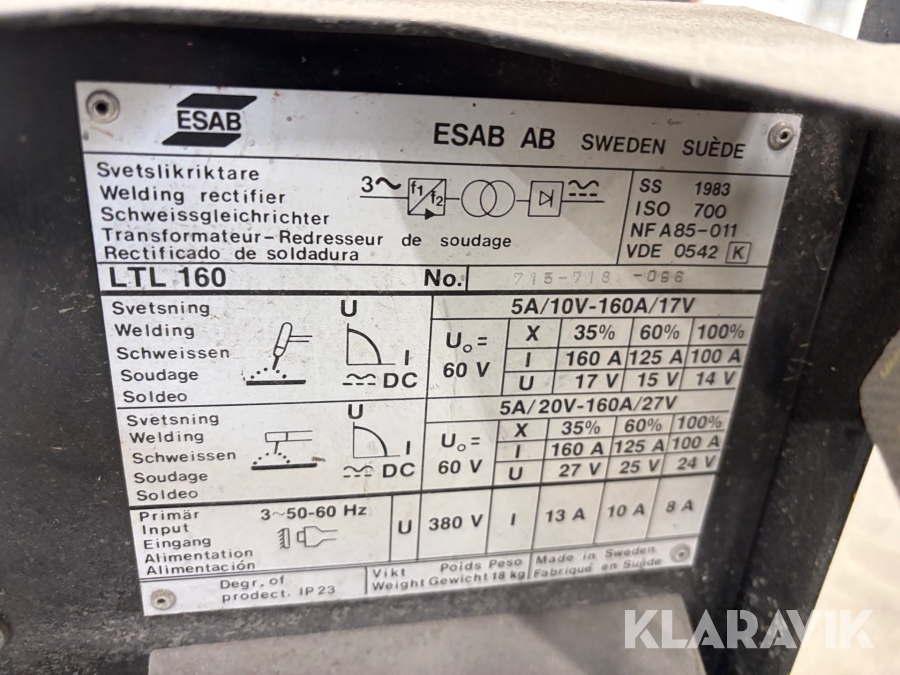 ESAB
ESAB AB SWEDEN SUÈDE
Svetslikriktare
Welding rectifier
Schweissgleichrichter
Transformateur-Redresseur de soudage
Rectificado de soldadura
3~ f1 f2
SS 1983
ISO 700
NF A85-011
VDE 0542 K
LTL 160 No. 715-718 -086
Svetsning
Welding
Schweissen
Soudage
Soldeo
U
I
DC
U₀=
60 V
5A/10V-160A/17V
X 35% 60% 100%
I 160 A 125 A 100 A
U 17 V 15 V 14 V
Svetsning
Welding
Schweissen
Soudage
Soldeo
U
I
DC
U₀=
60 V
5A/20V-160A/27V
X 35% 60% 100%
I 160 A 125 A 100 A
U 27 V 25 V 24 V
Primär 3~50-60 Hz
Input
Eingang
Alimentation
Alimentación
U 380 V I 13 A 10 A 8 A
Degr. of
prodect. IP23
Vikt Poids Peso
Weight Gewicht 18 kg
Made in Sweden
Fabriqué en Suède
KLARAVIK